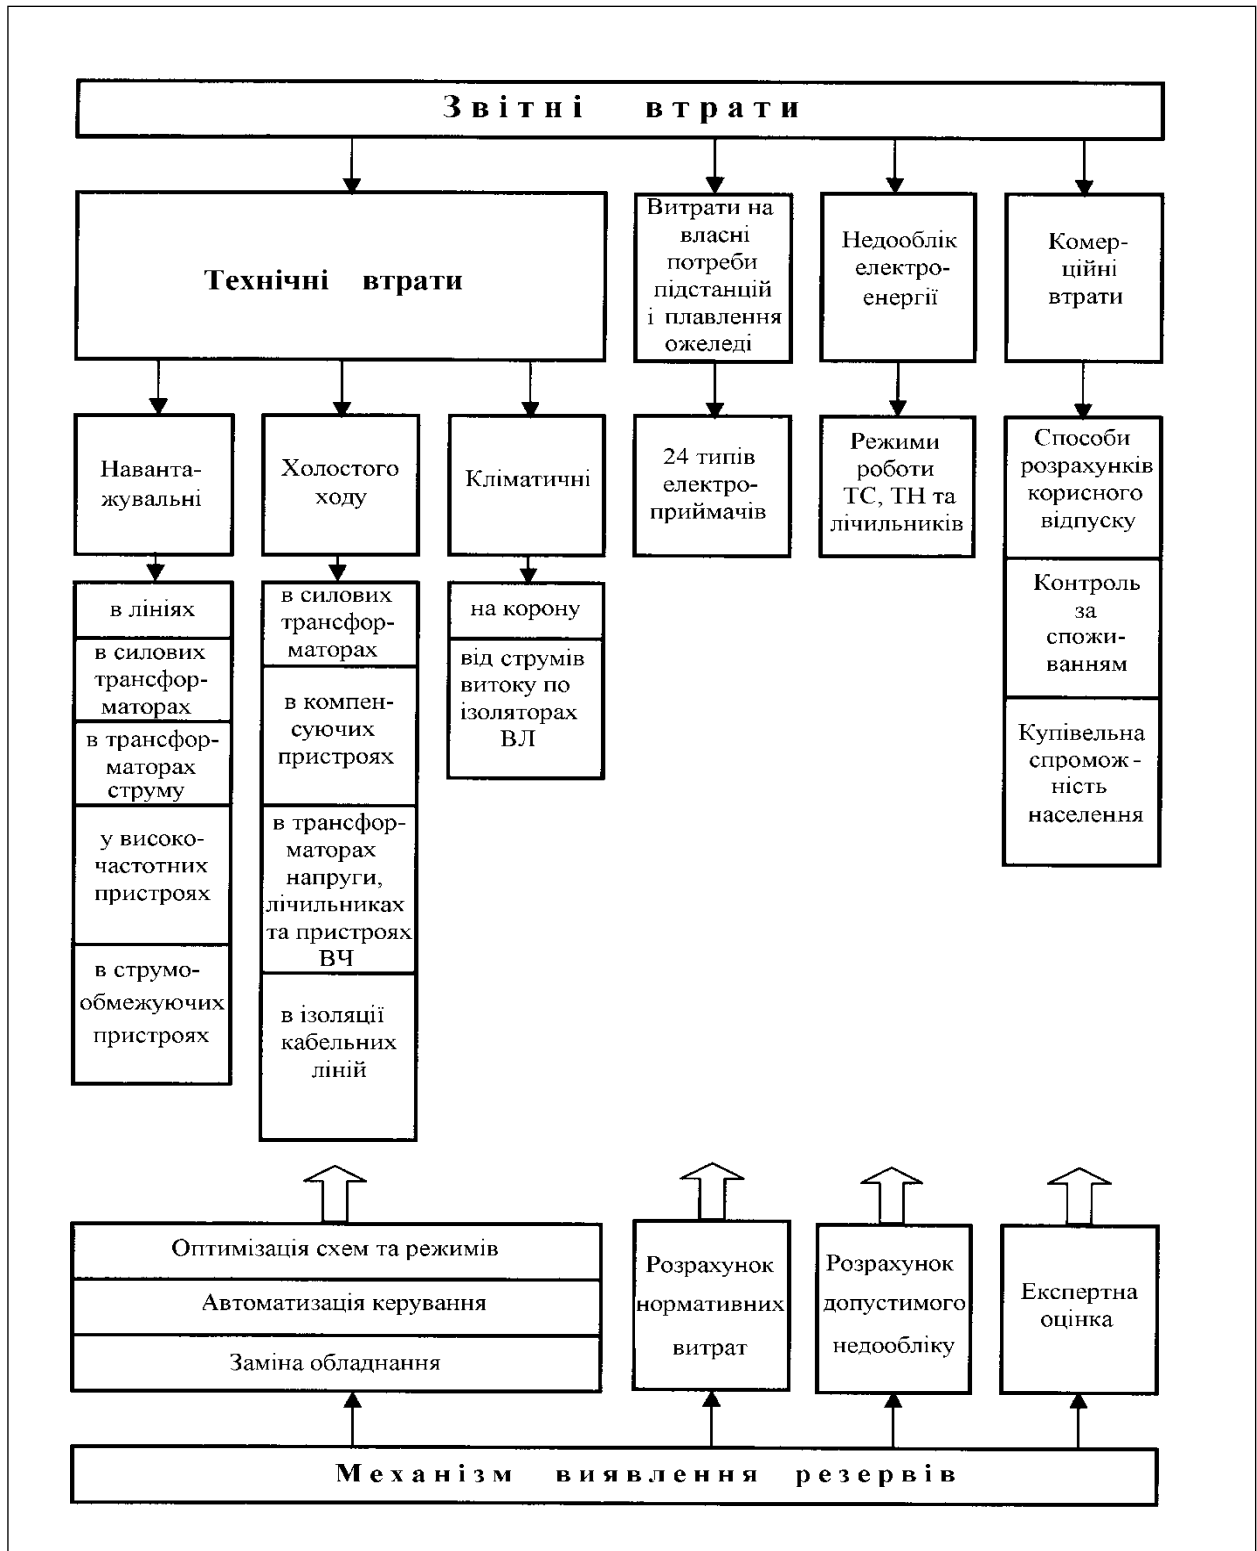 Звітні втрати
Технічні втрати
Витрати на
власні
потреби
підстанцій
і плавлення
ожеледі
Недооблік
електро-
енергії
Комер-
ційні
втрати
Наванта-
жувальні
Холостого
ходу
Кліматичні
24 типів
електро-
приймачів
Режими
роботи
ТС, ТН та
лічильників
Способи
розрахунків
корисного
відпуску
Контроль
за
спожи-
ванням
Купівельна
спромож -
ність
населення
в лініях
в силових
трансфор-
маторах
в трансфор-
маторах
струму
у високо-
частотних
пристроях
в струмо-
обмежуючих
пристроях
в силових
трансфор-
маторах
в компен-
суючих
пристроях
в трансфор-
маторах
напруги,
лічильниках
та пристроях
ВЧ
в ізоляції
кабельних
ліній
на корону
від струмів
витоку по
ізоляторах
ВЛ
Оптимізація схем та режимів
Автоматизація керування
Заміна обладнання
Розрахунок
нормативних
витрат
Розрахунок
допустимого
недообліку
Експертна
оцінка
Механізм виявлення резервів